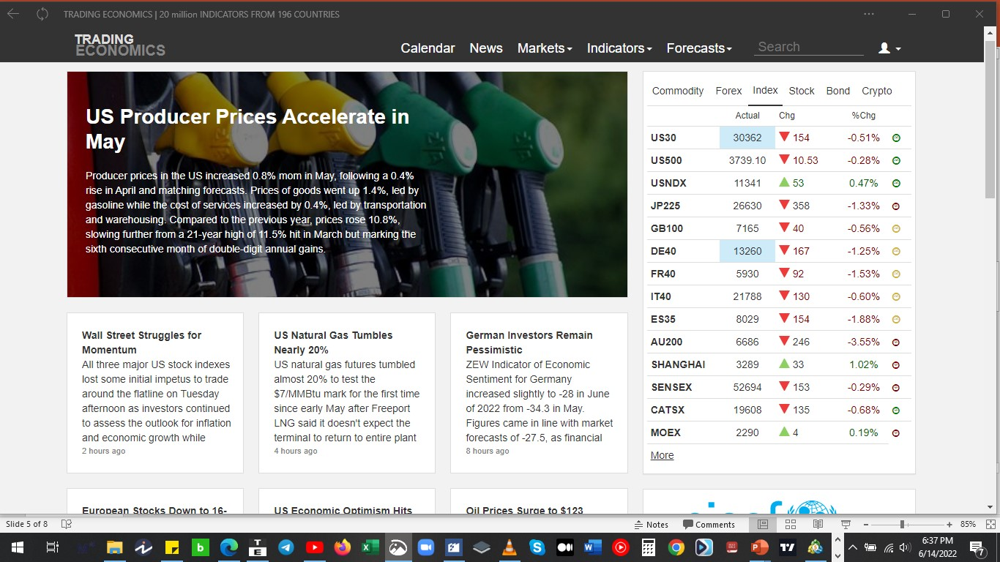 TRADING ECONOMICS | 20 million INDICATORS FROM 196 COUNTRIES
TRADING
ECONOMICS
Calendar News Markets Indicators Forecasts Search
US Producer Prices Accelerate in
May
Producer prices in the US increased 0.8% mom in May, following a 0.4%
rise in April and matching forecasts. Prices of goods went up 1.4%, led by
gasoline while the cost of services increased by 0.4%, led by transportation
and warehousing. Compared to the previous year, prices rose 10.8%,
slowing further from a 21-year high of 11.5% hit in March but marking the
sixth consecutive month of double-digit annual gains.
Wall Street Struggles for
Momentum
All three major US stock indexes
lost some initial impetus to trade
around the flatline on Tuesday
afternoon as investors continued
to assess the outlook for inflation
and economic growth while
2 hours ago
US Natural Gas Tumbles
Nearly 20%
US natural gas futures tumbled
almost 20% to test the
$7/MMBtu mark for the first time
since early May after Freeport
LNG said it doesn't expect the
terminal to return to entire plant
4 hours ago
German Investors Remain
Pessimistic
ZEW Indicator of Economic
Sentiment for Germany
increased slightly to -28 in June
of 2022 from -34.3 in May.
Figures came in line with market
forecasts of -27.5, as financial
8 hours ago
European Stocks Down to 16-
US Economic Optimism Hits
Oil Prices Surge to $123
Commodity Forex Index Stock Bond Crypto
Actual Chg %Chg
US30 30362 154 -0.51%
US500 3739.10 10.53 -0.28%
USNDX 11341 53 0.47%
JP225 26630 358 -1.33%
GB100 7165 40 -0.56%
DE40 13260 167 -1.25%
FR40 5930 92 -1.53%
IT40 21788 130 -0.60%
ES35 8029 154 -1.88%
AU200 6686 246 -3.55%
SHANGHAI 3289 33 1.02%
SENSEX 52694 153 -0.29%
CATSX 19608 135 -0.68%
MOEX 2290 4 0.19%
More
Slide 5 of 8 Notes Comments 85%
6:37 PM
6/14/2022
7